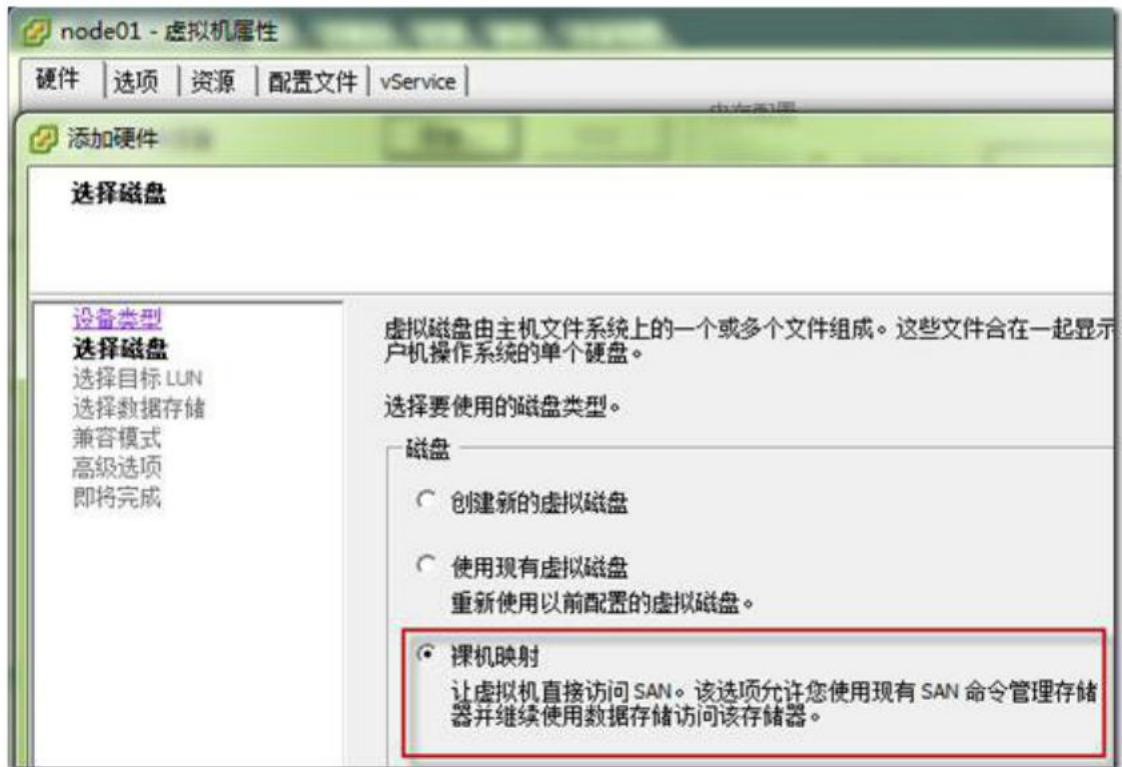 node01 - 虚拟机属性
硬件 选项 资源 配置文件 vService
内存配置
添加硬件
选择磁盘
设备类型
选择磁盘
选择目标 LUN
选择数据存储
兼容模式
高级选项
即将完成
虚拟磁盘由主机文件系统上的一个或多个文件组成。这些文件合在一起显示
户机操作系统的单个硬盘。
选择要使用的磁盘类型。
磁盘
创建新的虚拟磁盘
使用现有虚拟磁盘
重新使用以前配置的虚拟磁盘。
裸机映射
让虚拟机直接访问 SAN。该选项允许您使用现有 SAN 命令管理存储
器并继续使用数据存储访问该存储器。